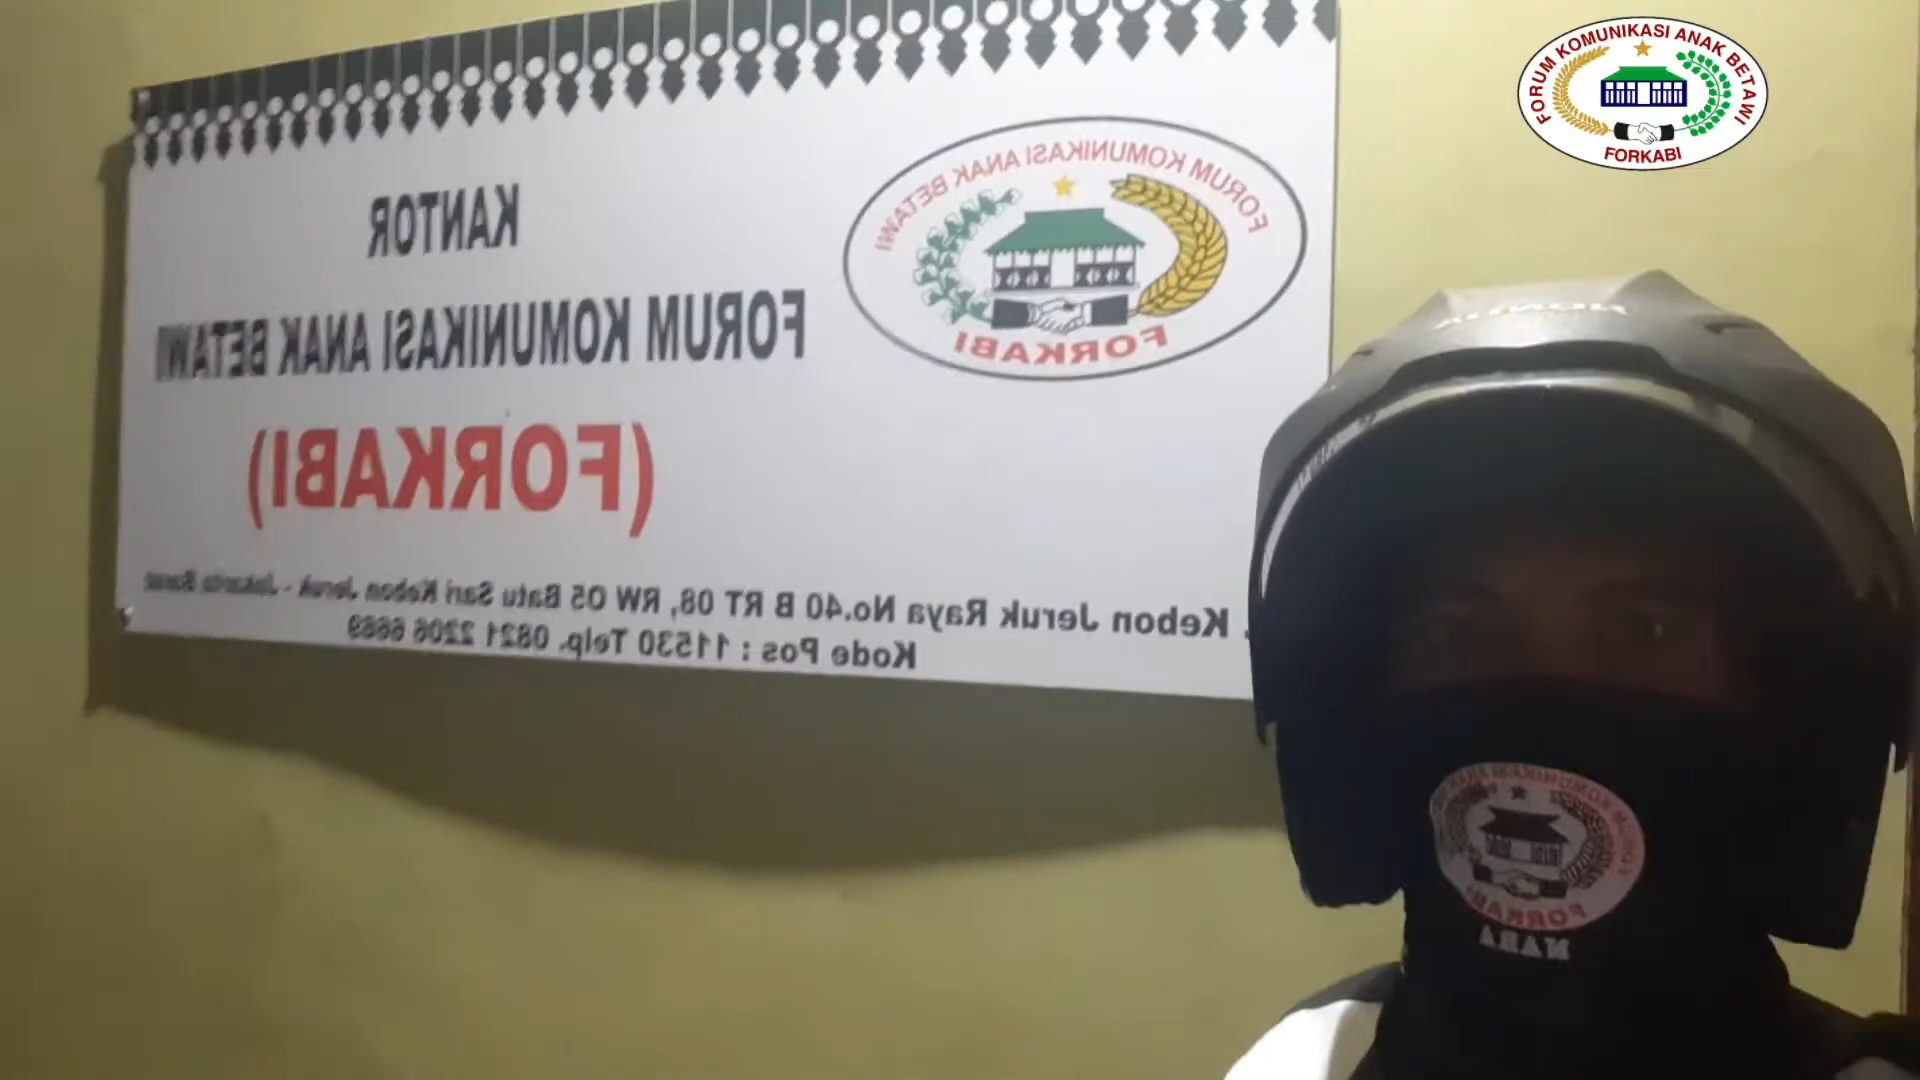 KANTOR
FORUM KOMUNIKASI ANAK BETAWI
(FORKABI)
. Kebon Jeruk Raya No.40 B RT 08, RW 05 Batu Sari Kebon Jeruk - Jakarta Barat
Kode Pos : 11530 Telp. 0821 2206 6689
FORUM KOMUNIKASI ANAK BETAWI
FORKABI
FORUM KOMUNIKASI ANAK BETAWI
FORKABI
HONDA
FORKABI